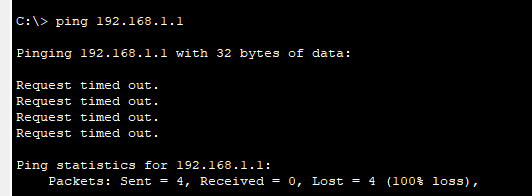 C:\> ping 192.168.1.1
Pinging 192.168.1.1 with 32 bytes of data:
Request timed out.
Request timed out.
Request timed out.
Request timed out.
Ping statistics for 192.168.1.1:
Packets: Sent = 4, Received = 0, Lost = 4 (100% loss),